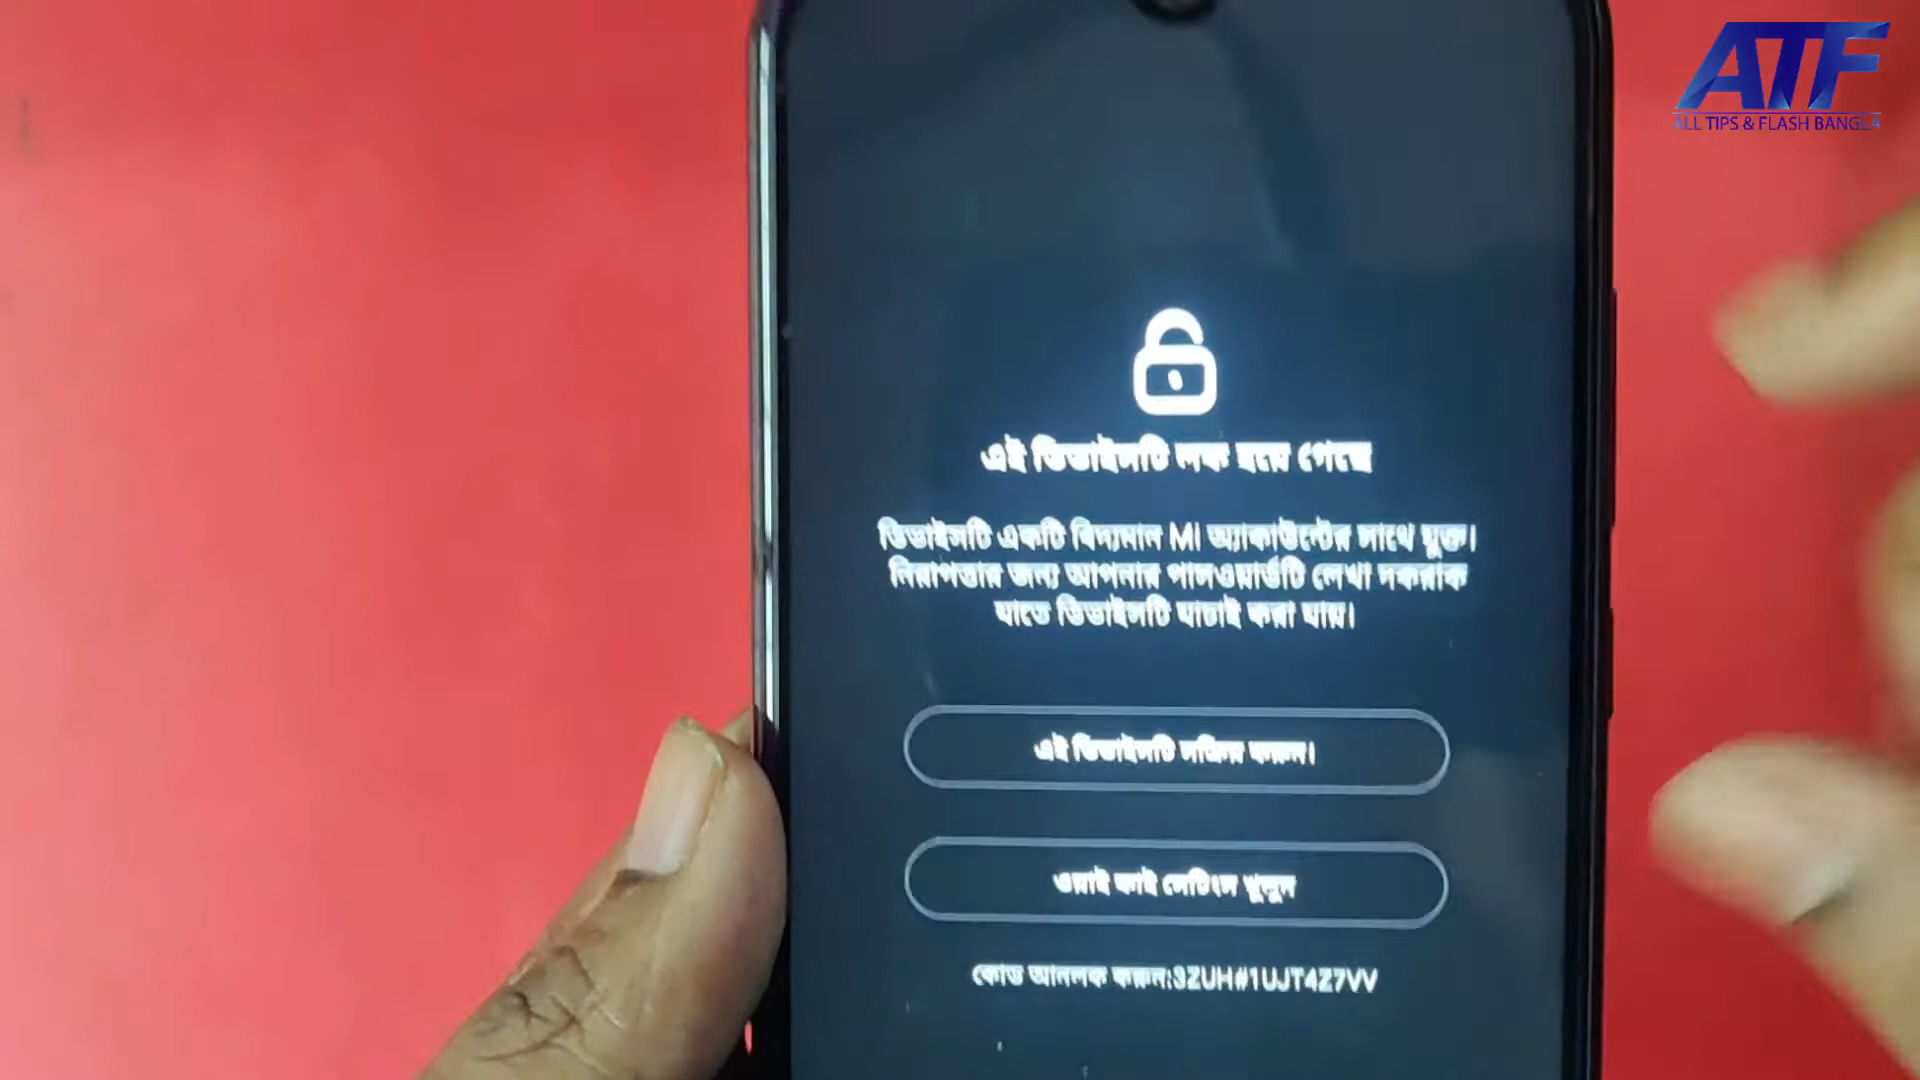 ATF
ALL TIPS & FLASH BANGLA
এই ডিভাইসটি লক হয়ে গেছে
ডিভাইসটি একটি বিদ্যমান Mi অ্যাকাউন্টের সাথে যুক্ত।
নিরাপত্তার জন্য আপনার পাসওয়ার্ডটি লেখা দরকার
যাতে ডিভাইসটি যাচাই করা যায়।
এই ডিভাইসটি সক্রিয় করুন।
ওয়াই ফাই সেটিংস খুলুন
কোড আনলক করুন:3ZUH#1UJT4Z7VV